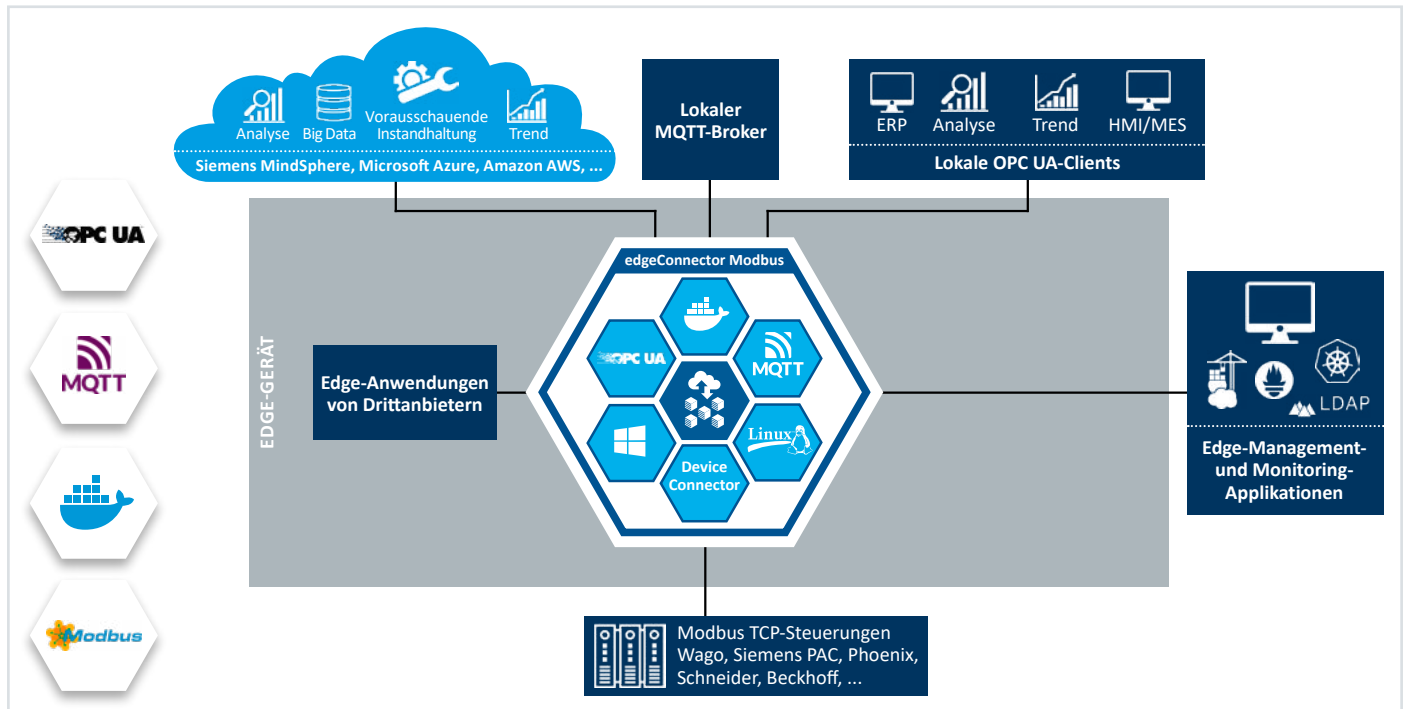 Analyse
Big Data
Vorausschauende
Instandhaltung
Trend
Siemens MindSphere, Microsoft Azure, Amazon AWS, ...
Lokaler
MQTT-Broker
ERP
Analyse
Trend
HMI/MES
Lokale OPC UA-Clients
OPC UA
MQTT
Modbus
EDGE-GERÄT
Edge-Anwendungen
von Drittanbietern
edgeConnector Modbus
OPC UA
MQTT
Linux
Device
Connector
LDAP
Edge-Management-
und Monitoring-
Applikationen
Modbus TCP-Steuerungen
Wago, Siemens PAC, Phoenix,
Schneider, Beckhoff, ...